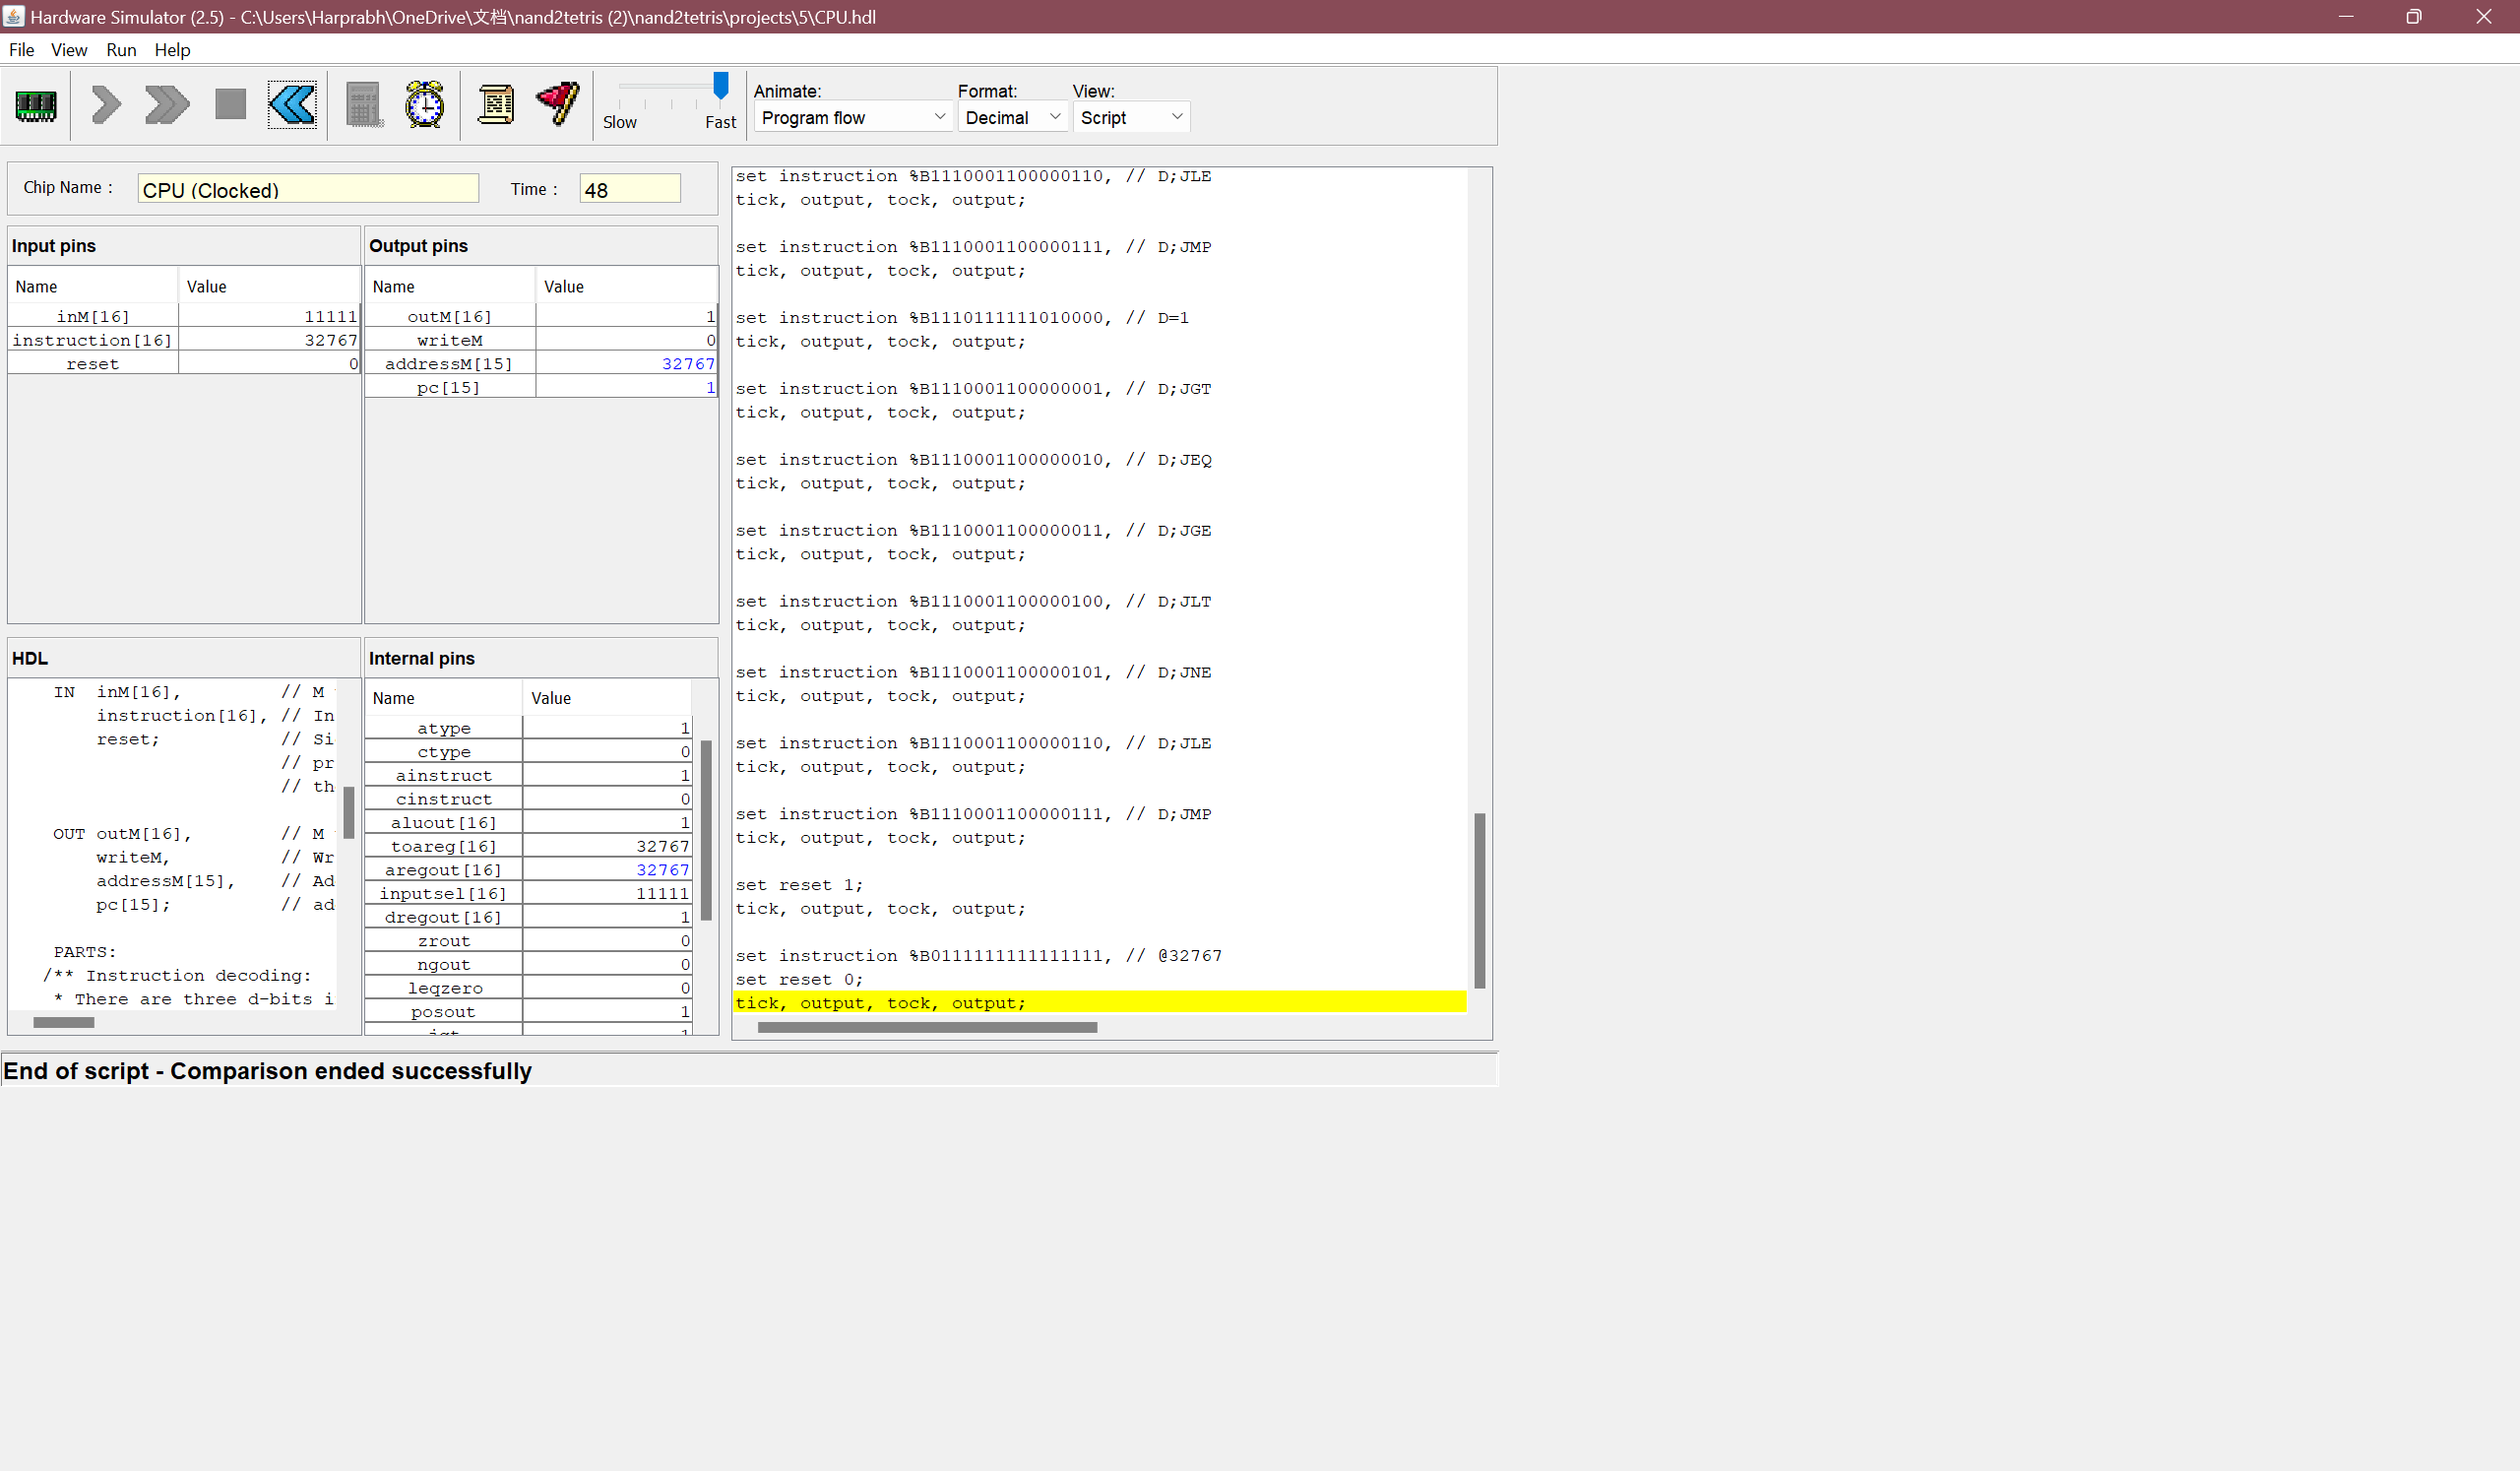 Hardware Simulator (2.5) - C:\Users\Harprabh\OneDrive\文档\nand2tetris (2)\nand2tetris\projects\5\CPU.hdl
File View Run Help
Slow Fast
Animate: Format: View:
Program flow Decimal Script
Chip Name : CPU (Clocked) Time : 48
Input pins
Name Value
inM[16] 11111
instruction[16] 32767
reset 0
Output pins
Name Value
outM[16] 1
writeM 0
addressM[15] 32767
pc[15] 1
HDL
IN inM[16], // M
instruction[16], // In
reset; // Si
// pr
// th
OUT outM[16], // M
writeM, // Wr
addressM[15], // Ad
pc[15]; // ad
PARTS:
/** Instruction decoding:
* There are three d-bits i
Internal pins
Name Value
atype 1
ctype 0
ainstruct 1
cinstruct 0
aluout[16] 1
toareg[16] 32767
aregout[16] 32767
inputsel[16] 11111
dregout[16] 1
zrout 0
ngout 0
leqzero 0
posout 1
set instruction %B1110001100000110, // D;JLE
tick, output, tock, output;
set instruction %B1110001100000111, // D;JMP
tick, output, tock, output;
set instruction %B1110111111010000, // D=1
tick, output, tock, output;
set instruction %B1110001100000001, // D;JGT
tick, output, tock, output;
set instruction %B1110001100000010, // D;JEQ
tick, output, tock, output;
set instruction %B1110001100000011, // D;JGE
tick, output, tock, output;
set instruction %B1110001100000100, // D;JLT
tick, output, tock, output;
set instruction %B1110001100000101, // D;JNE
tick, output, tock, output;
set instruction %B1110001100000110, // D;JLE
tick, output, tock, output;
set instruction %B1110001100000111, // D;JMP
tick, output, tock, output;
set reset 1;
tick, output, tock, output;
set instruction %B0111111111111111, // @32767
set reset 0;
tick, output, tock, output;
End of script - Comparison ended successfully